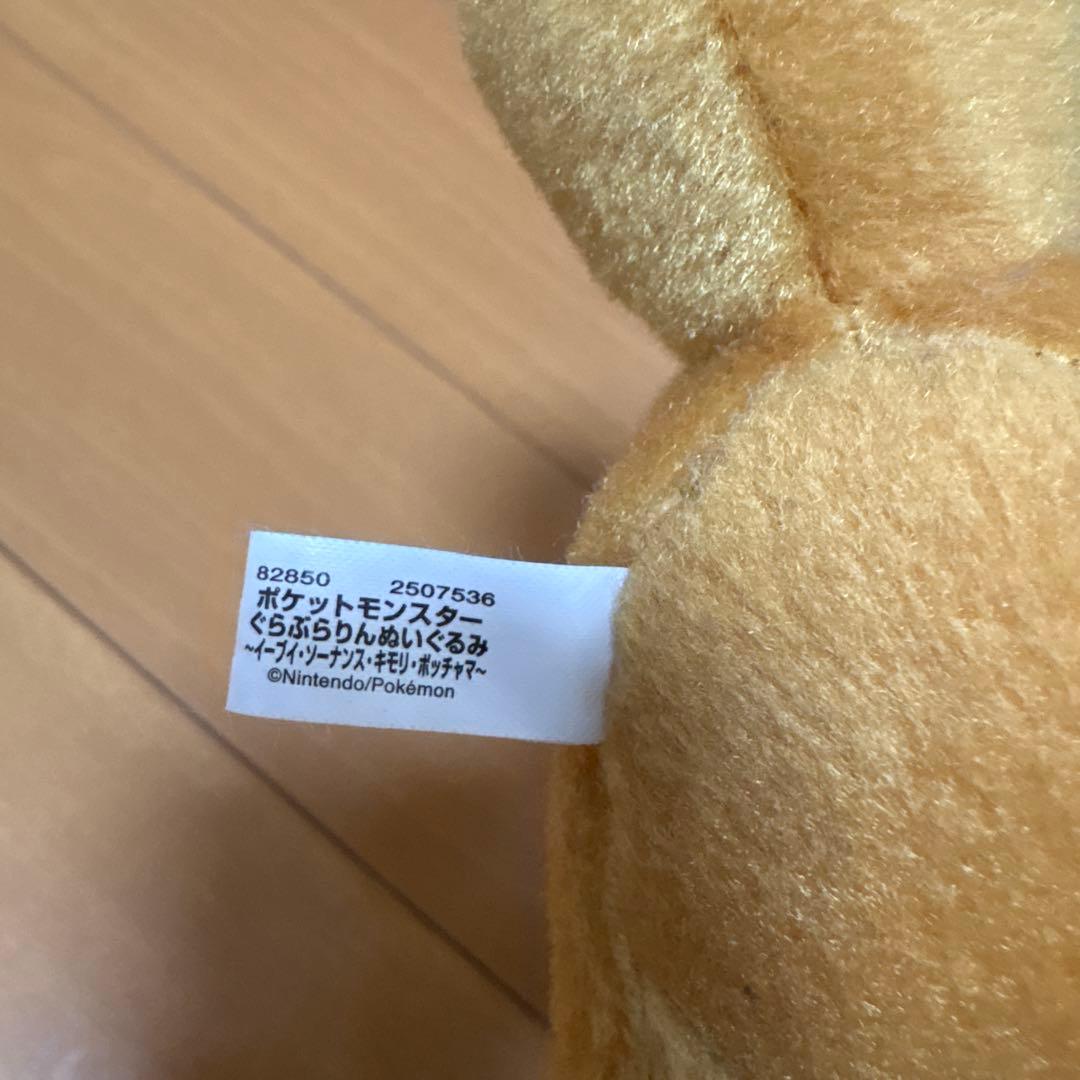 82850 2507536
ポケットモンスター
ぐらぶらりんぬいぐるみ
~イーブイ・ソーナンス・キモリ・ポッチャマ~
©Nintendo/Pokémon